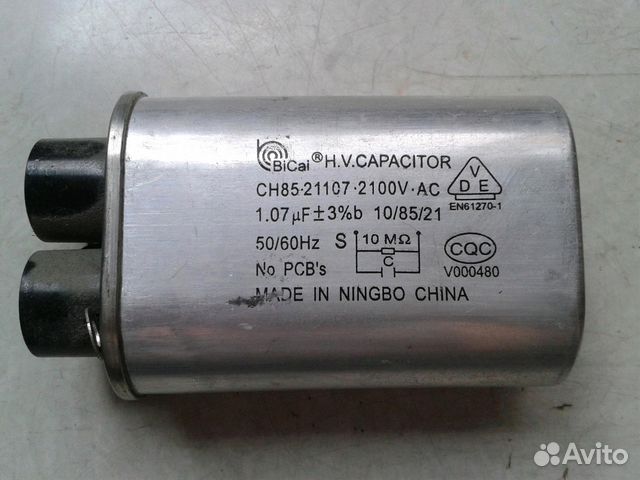 BiCai ® H.V.CAPACITOR
CH85-21107-2100V·AC
1.07µF±3%b 10/85/21
50/60Hz S 10 MΩ
C
No PCB's
MADE IN NINGBO CHINA
VDE
EN61270-1
CQC
V000480
Avito